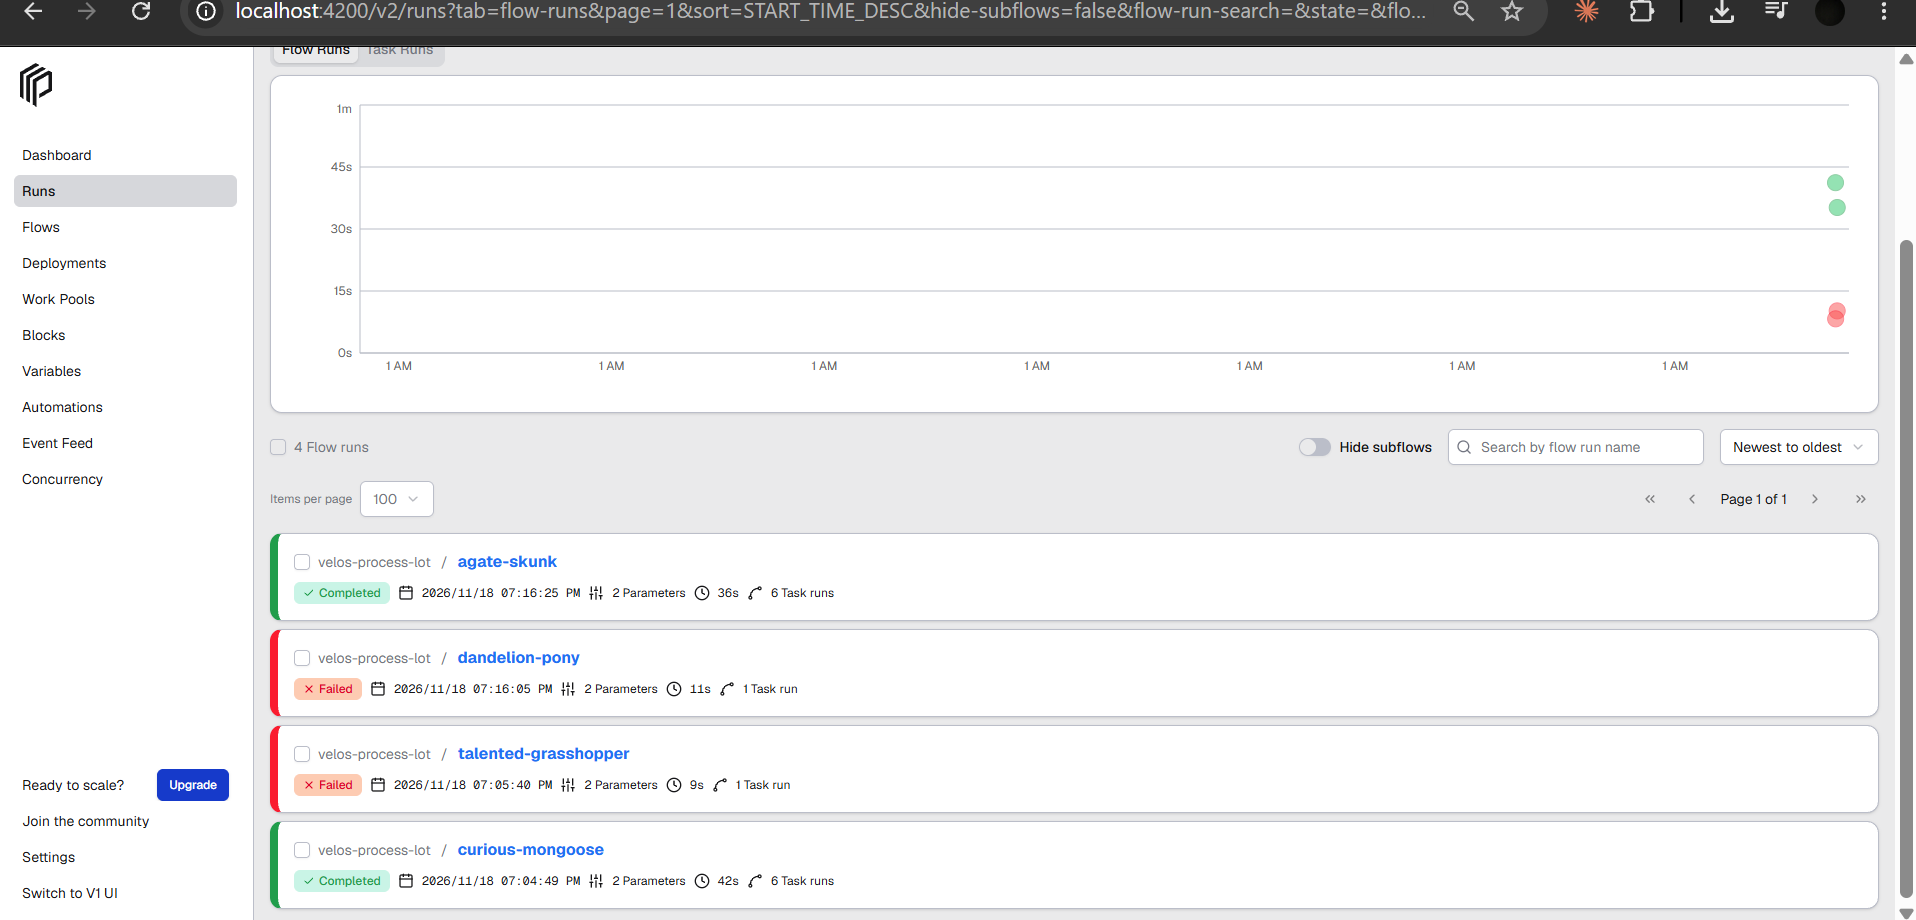 localhost:4200/v2/runs?tab=flow-runs&page=1&sort=START_TIME_DESC&hide-subflows=false&flow-run-search=&state=&flo...
Flow Runs Task Runs
Dashboard
Runs
Flows
Deployments
Work Pools
Blocks
Variables
Automations
Event Feed
Concurrency
Ready to scale? Upgrade
Join the community
Settings
Switch to V1 UI
1m
45s
30s
15s
0s
1 AM 1 AM 1 AM 1 AM 1 AM 1 AM 1 AM
4 Flow runs Hide subflows Search by flow run name Newest to oldest
Items per page 100 « ‹ Page 1 of 1 › »
velos-process-lot / agate-skunk
Completed 2026/11/18 07:16:25 PM 2 Parameters 36s 6 Task runs
velos-process-lot / dandelion-pony
Failed 2026/11/18 07:16:05 PM 2 Parameters 11s 1 Task run
velos-process-lot / talented-grasshopper
Failed 2026/11/18 07:05:40 PM 2 Parameters 9s 1 Task run
velos-process-lot / curious-mongoose
Completed 2026/11/18 07:04:49 PM 2 Parameters 42s 6 Task runs